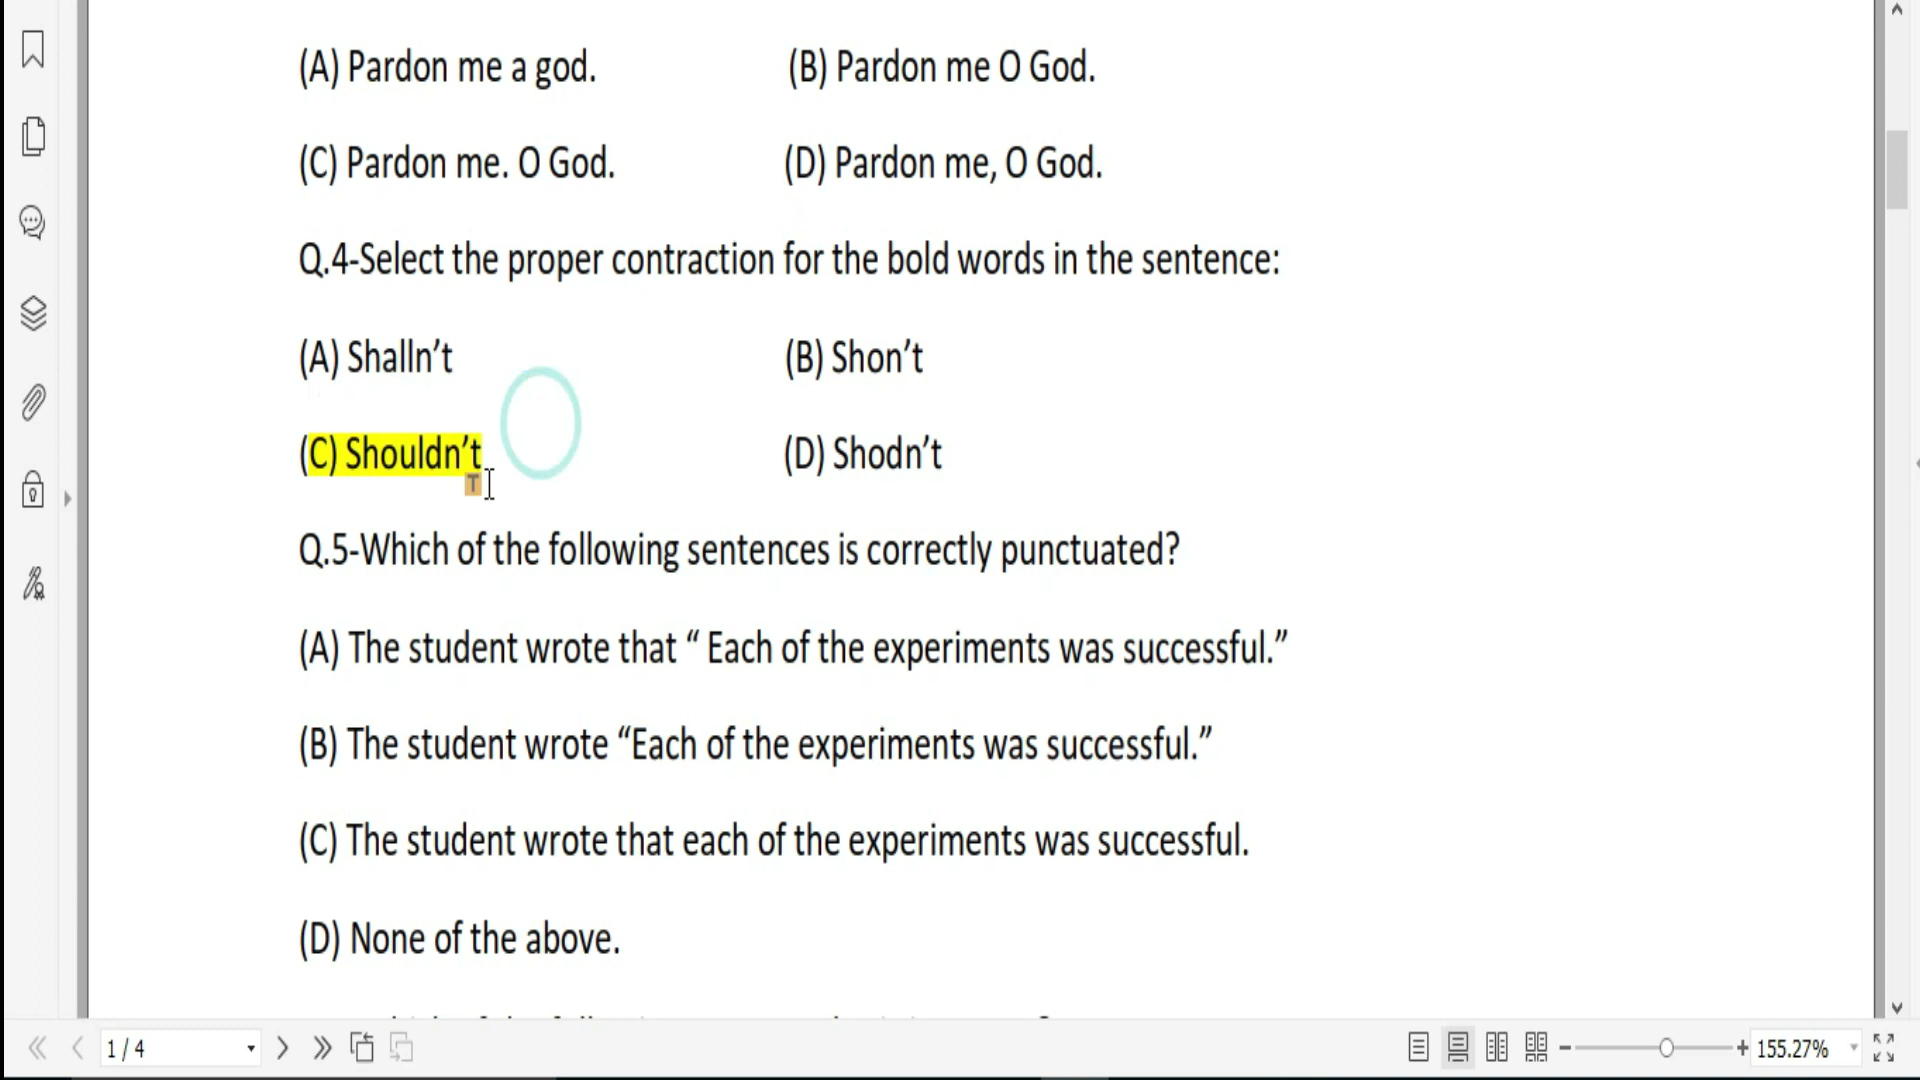 (A) Pardon me a god. (B) Pardon me O God.
(C) Pardon me. O God. (D) Pardon me, O God.
Q.4-Select the proper contraction for the bold words in the sentence:
(A) Shalln’t (B) Shon’t
(C) Shouldn’t (D) Shodn’t
T
Q.5-Which of the following sentences is correctly punctuated?
(A) The student wrote that “ Each of the experiments was successful.”
(B) The student wrote “Each of the experiments was successful.”
(C) The student wrote that each of the experiments was successful.
(D) None of the above.
1 / 4 155.27%